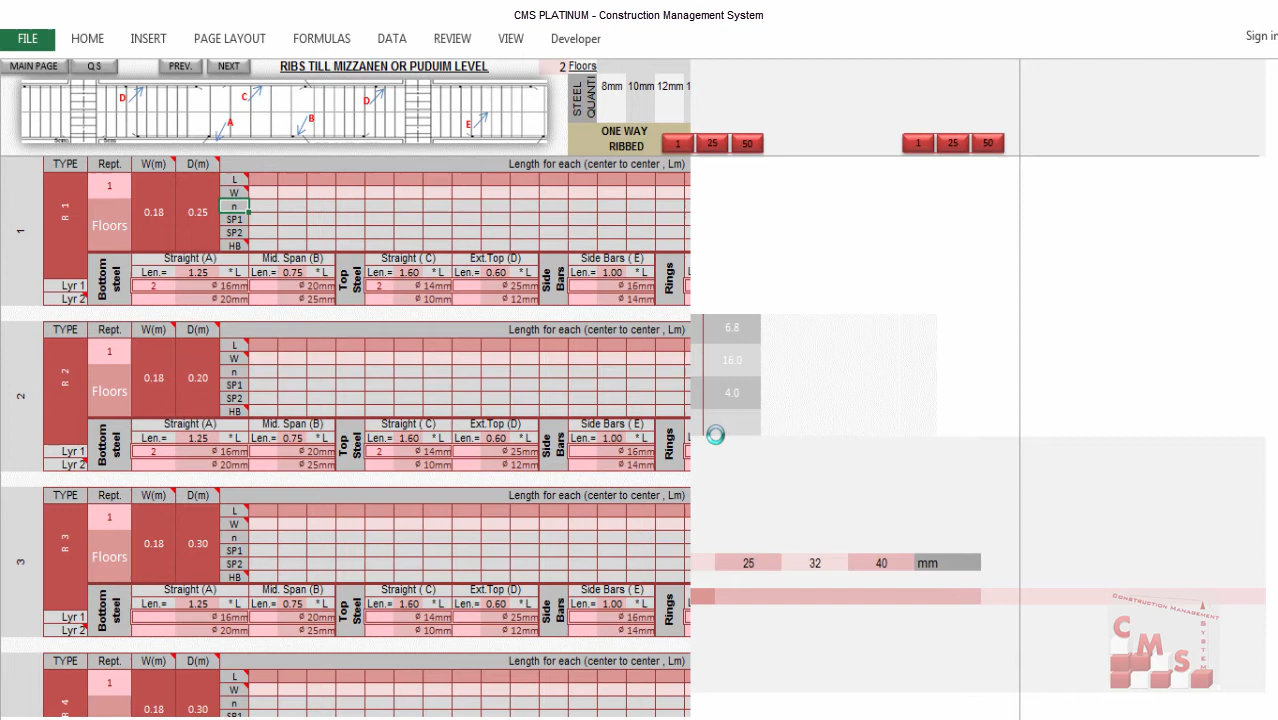 CMS PLATINUM - Construction Management System
FILE HOME INSERT PAGE LAYOUT FORMULAS DATA REVIEW VIEW Developer Sign in
MAIN PAGE Q S PREV. NEXT RIBS TILL MIZZANEN OR PUDUIM LEVEL 2 Floors
STEEL QUANTI 8mm 10mm 12mm 1
D C D A B E
ONE WAY
RIBBED
1 25 50 1 25 50
TYPE Rept. W(m) D(m) Length for each (center to center , Lm)
1 R 1 1 Floors 0.18 0.25
L
W
n
SP1
SP2
HB
Bottom steel Straight (A) Mid. Span (B) Top Steel Straight ( C) Ext.Top (D) Side Bars Side Bars ( E ) Rings
Len.= 1.25 * L Len.= 0.75 * L Len.= 1.60 * L Len.= 0.60 * L Len.= 1.00 * L
Lyr 1 2 Ø 16mm Ø 20mm 2 Ø 14mm Ø 25mm Ø 16mm
Lyr 2 Ø 20mm Ø 25mm Ø 10mm Ø 12mm Ø 14mm
TYPE Rept. W(m) D(m) Length for each (center to center , Lm)
2 R 2 1 Floors 0.18 0.20
L
W
n
SP1
SP2
HB
6.8
16.0
4.0
Bottom steel Straight (A) Mid. Span (B) Top Steel Straight ( C) Ext.Top (D) Side Bars Side Bars ( E ) Rings
Len.= 1.25 * L Len.= 0.75 * L Len.= 1.60 * L Len.= 0.60 * L Len.= 1.00 * L
Lyr 1 2 Ø 16mm Ø 20mm 2 Ø 14mm Ø 25mm Ø 16mm
Lyr 2 Ø 20mm Ø 25mm Ø 10mm Ø 12mm Ø 14mm
TYPE Rept. W(m) D(m) Length for each (center to center , Lm)
3 R 3 1 Floors 0.18 0.30
L
W
n
SP1
SP2
HB
25 32 40 mm
Bottom steel Straight (A) Mid. Span (B) Top Steel Straight ( C) Ext.Top (D) Side Bars Side Bars ( E ) Rings
Len.= 1.25 * L Len.= 0.75 * L Len.= 1.60 * L Len.= 0.60 * L Len.= 1.00 * L
Lyr 1 Ø 16mm Ø 20mm Ø 14mm Ø 25mm Ø 16mm
Lyr 2 Ø 20mm Ø 25mm Ø 10mm Ø 12mm Ø 14mm
TYPE Rept. W(m) D(m) Length for each (center to center , Lm)
R 4 1 0.18 0.30
L
W
n
SP1
CONSTRUCTION MANAGEMENT
SYSTEM
C M S